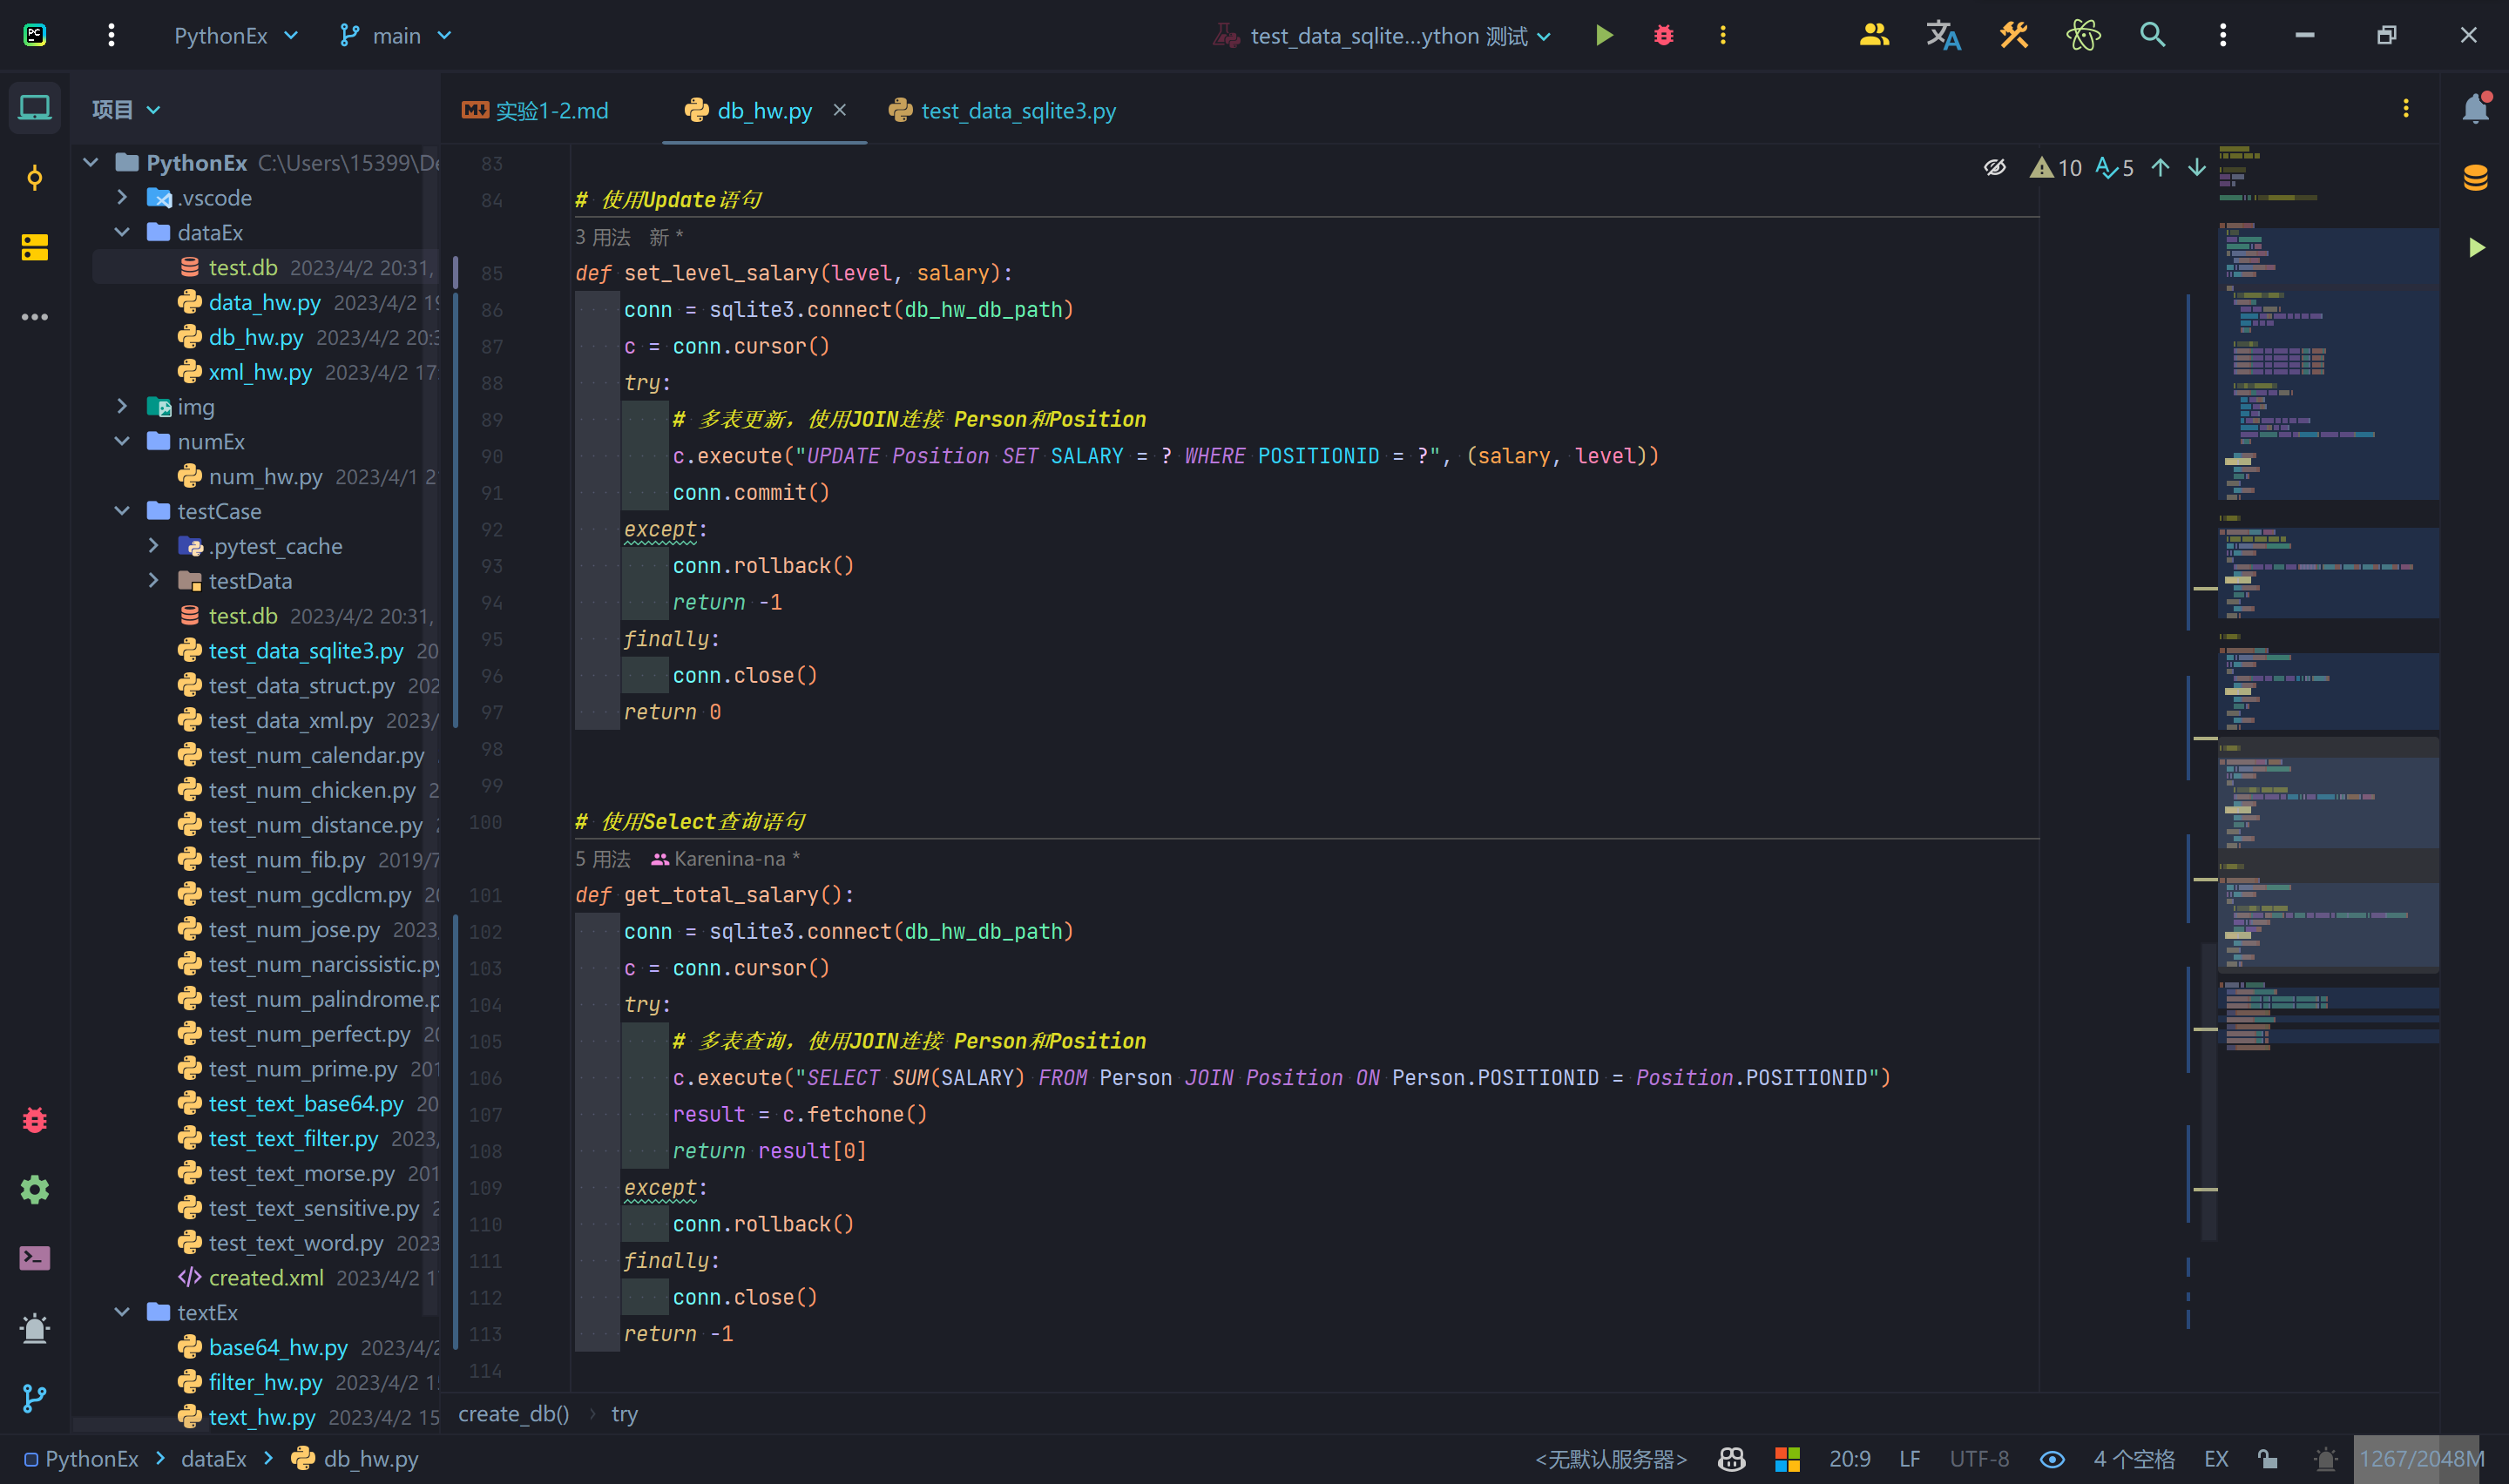 PC
PythonEx
main
test_data_sqlite...ython 测试
项目
实验1-2.md
db_hw.py
test_data_sqlite3.py
PythonEx C:\Users\15399\De
.vscode
dataEx
test.db 2023/4/2 20:31,
data_hw.py 2023/4/2 19
db_hw.py 2023/4/2 20:3
xml_hw.py 2023/4/2 17:
img
numEx
num_hw.py 2023/4/1 2
testCase
.pytest_cache
testData
test.db 2023/4/2 20:31,
test_data_sqlite3.py 20
test_data_struct.py 202
test_data_xml.py 2023/
test_num_calendar.py
test_num_chicken.py 2
test_num_distance.py
test_num_fib.py 2019/7
test_num_gcdlcm.py 20
test_num_jose.py 2023
test_num_narcissistic.py
test_num_palindrome.p
test_num_perfect.py 20
test_num_prime.py 201
test_text_base64.py 20
test_text_filter.py 2023/
test_text_morse.py 201
test_text_sensitive.py 2
test_text_word.py 2023
created.xml 2023/4/2 1
textEx
base64_hw.py 2023/4/2
filter_hw.py 2023/4/2 15
text_hw.py 2023/4/2 15
10 5
83
84 # 使用Update语句
3 用法 新 *
85 def set_level_salary(level, salary):
86 conn = sqlite3.connect(db_hw_db_path)
87 c = conn.cursor()
88 try:
89 # 多表更新，使用JOIN连接 Person和Position
90 c.execute("UPDATE Position SET SALARY = ? WHERE POSITIONID = ?", (salary, level))
91 conn.commit()
92 except:
93 conn.rollback()
94 return -1
95 finally:
96 conn.close()
97 return 0
98
99
100 # 使用Select查询语句
5 用法 Karenina-na *
101 def get_total_salary():
102 conn = sqlite3.connect(db_hw_db_path)
103 c = conn.cursor()
104 try:
105 # 多表查询，使用JOIN连接 Person和Position
106 c.execute("SELECT SUM(SALARY) FROM Person JOIN Position ON Person.POSITIONID = Position.POSITIONID")
107 result = c.fetchone()
108 return result[0]
109 except:
110 conn.rollback()
111 finally:
112 conn.close()
113 return -1
114
create_db() › try
PythonEx > dataEx > db_hw.py
<无默认服务器> 20:9 LF UTF-8 4 个空格 EX 1267/2048M